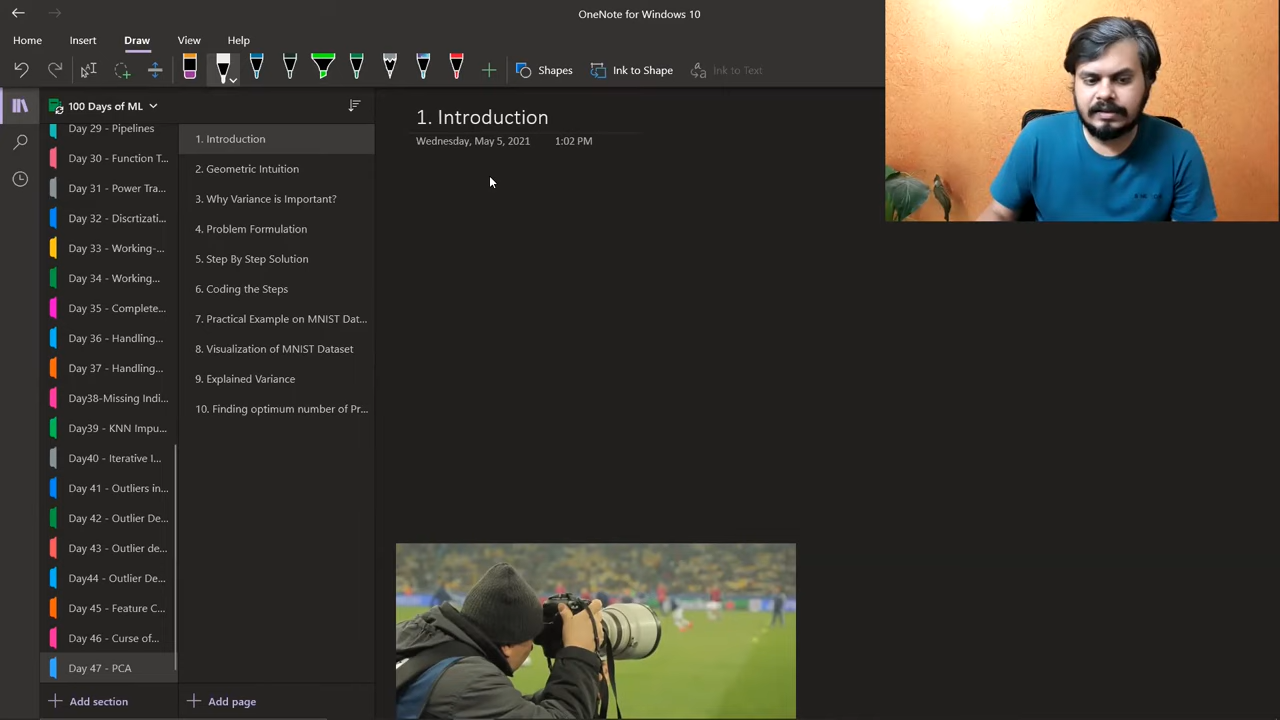 OneNote for Windows 10
Home Insert Draw View Help
Shapes Ink to Shape Ink to Text
100 Days of ML
Day 29 - Pipelines
Day 30 - Function T...
Day 31 - Power Tra...
Day 32 - Discrtizati...
Day 33 - Working-...
Day 34 - Working...
Day 35 - Complete...
Day 36 - Handling...
Day 37 - Handling...
Day38-Missing Indi...
Day39 - KNN Impu...
Day40 - Iterative I...
Day 41 - Outliers in...
Day 42 - Outlier De...
Day 43 - Outlier de...
Day44 - Outlier De...
Day 45 - Feature C...
Day 46 - Curse of...
Day 47 - PCA
Add section
1. Introduction
2. Geometric Intuition
3. Why Variance is Important?
4. Problem Formulation
5. Step By Step Solution
6. Coding the Steps
7. Practical Example on MNIST Dat...
8. Visualization of MNIST Dataset
9. Explained Variance
10. Finding optimum number of Pr...
Add page
1. Introduction
Wednesday, May 5, 2021 1:02 PM